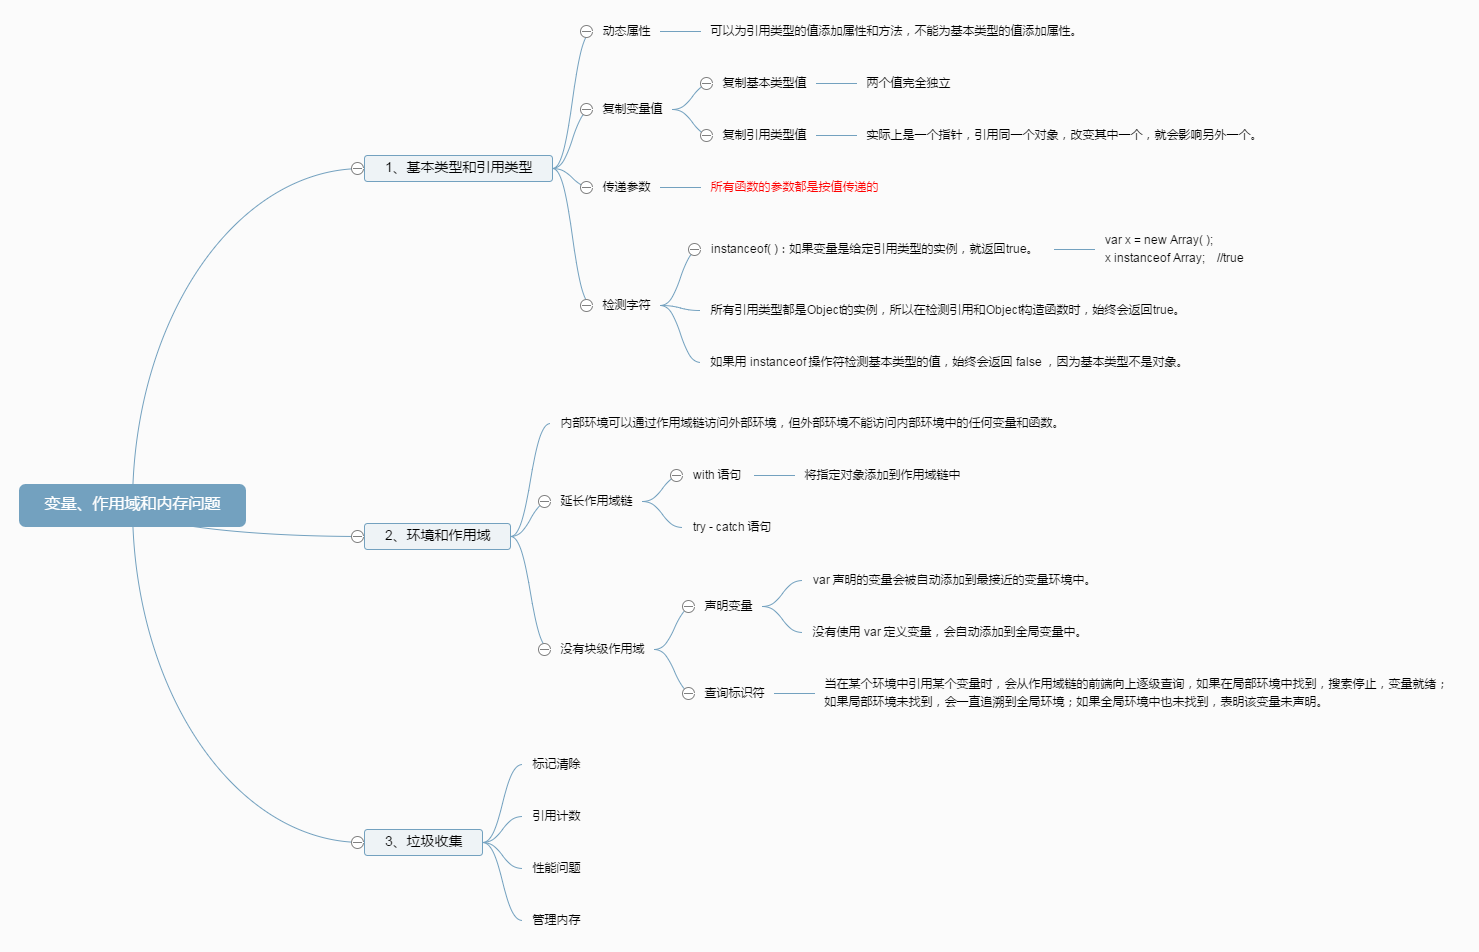 变量、作用域和内存问题
1、基本类型和引用类型
动态属性
可以为引用类型的值添加属性和方法，不能为基本类型的值添加属性。
复制变量值
复制基本类型值
两个值完全独立
复制引用类型值
实际上是一个指针，引用同一个对象，改变其中一个，就会影响另外一个。
传递参数
所有函数的参数都是按值传递的
检测字符
instanceof( )：如果变量是给定引用类型的实例，就返回true。
var x = new Array( );
x instanceof Array; //true
所有引用类型都是Object的实例，所以在检测引用和Object构造函数时，始终会返回true。
如果用 instanceof 操作符检测基本类型的值，始终会返回 false ，因为基本类型不是对象。
2、环境和作用域
内部环境可以通过作用域链访问外部环境，但外部环境不能访问内部环境中的任何变量和函数。
延长作用域链
with 语句
将指定对象添加到作用域链中
try - catch 语句
没有块级作用域
声明变量
var 声明的变量会被自动添加到最接近的变量环境中。
没有使用 var 定义变量，会自动添加到全局变量中。
查询标识符
当在某个环境中引用某个变量时，会从作用域链的前端向上逐级查询，如果在局部环境中找到，搜索停止，变量就绪；
如果局部环境未找到，会一直追溯到全局环境；如果全局环境中也未找到，表明该变量未声明。
3、垃圾收集
标记清除
引用计数
性能问题
管理内存